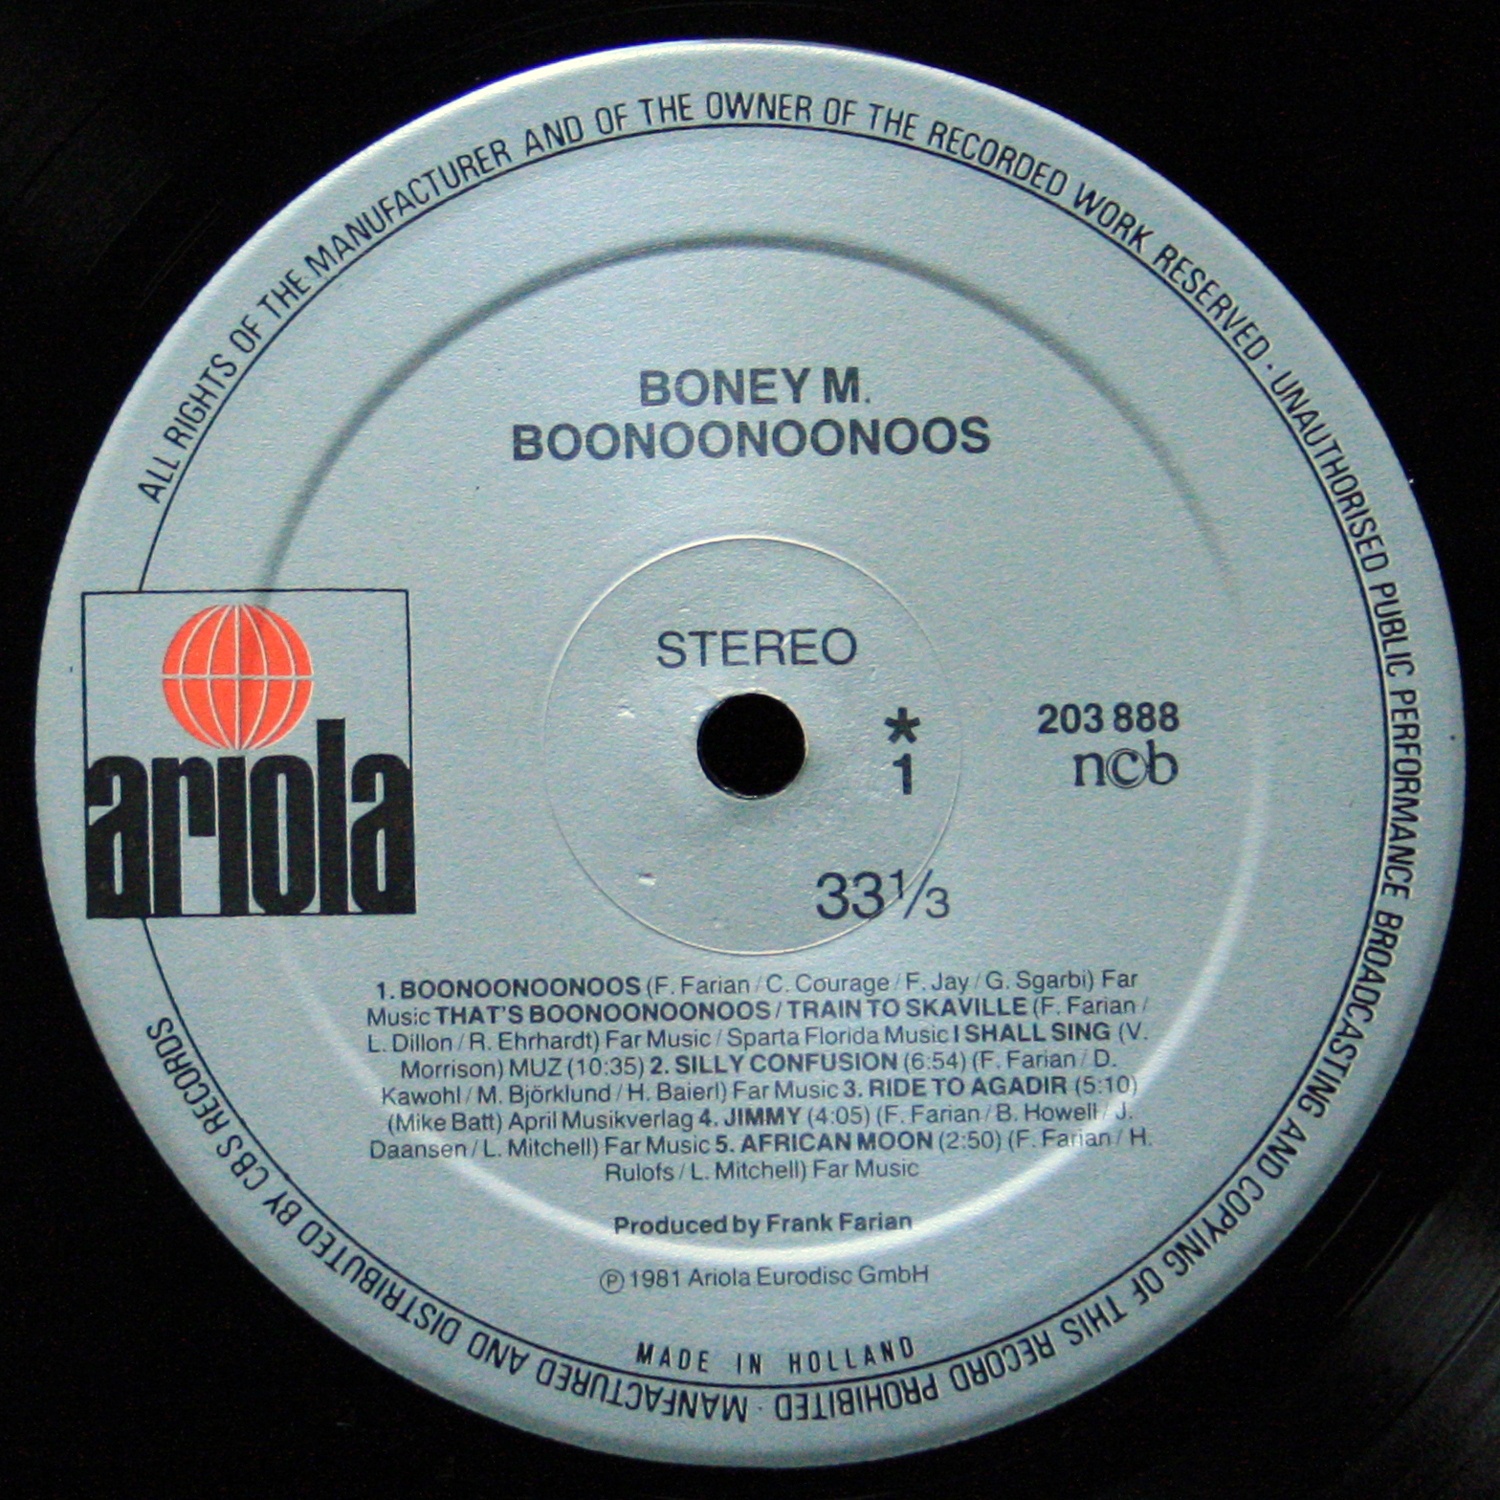 ALL RIGHTS OF THE MANUFACTURER AND OF THE OWNER OF THE RECORDED WORK RESERVED · UNAUTHORISED PUBLIC PERFORMANCE BROADCASTING AND COPYING OF THIS RECORD PROHIBITED · MANFACTURED AND DISTRIBUTED BY CBS RECORDS
BONEY M.
BOONOONOONOOS
STEREO
ariola
*
1
203 888
ncb
33 1/3
1. BOONOONOONOOS (F. Farian / C. Courage / F. Jay / G. Sgarbi) Far
Music THAT'S BOONOONOONOOS / TRAIN TO SKAVILLE (F. Farian /
L. Dillon / R. Ehrhardt) Far Music / Sparta Florida Music I SHALL SING (V.
Morrison) MUZ (10:35) 2. SILLY CONFUSION (6:54) (F. Farian / D.
Kawohl / M. Björklund / H. Baierl) Far Music 3. RIDE TO AGADIR (5:10)
(Mike Batt) April Musikverlag 4. JIMMY (4:05) (F. Farian / B. Howell / J.
Daansen / L. Mitchell) Far Music 5. AFRICAN MOON (2:50) (F. Farian / H.
Rulofs / L. Mitchell) Far Music
Produced by Frank Farian
℗ 1981 Ariola Eurodisc GmbH
MADE IN HOLLAND